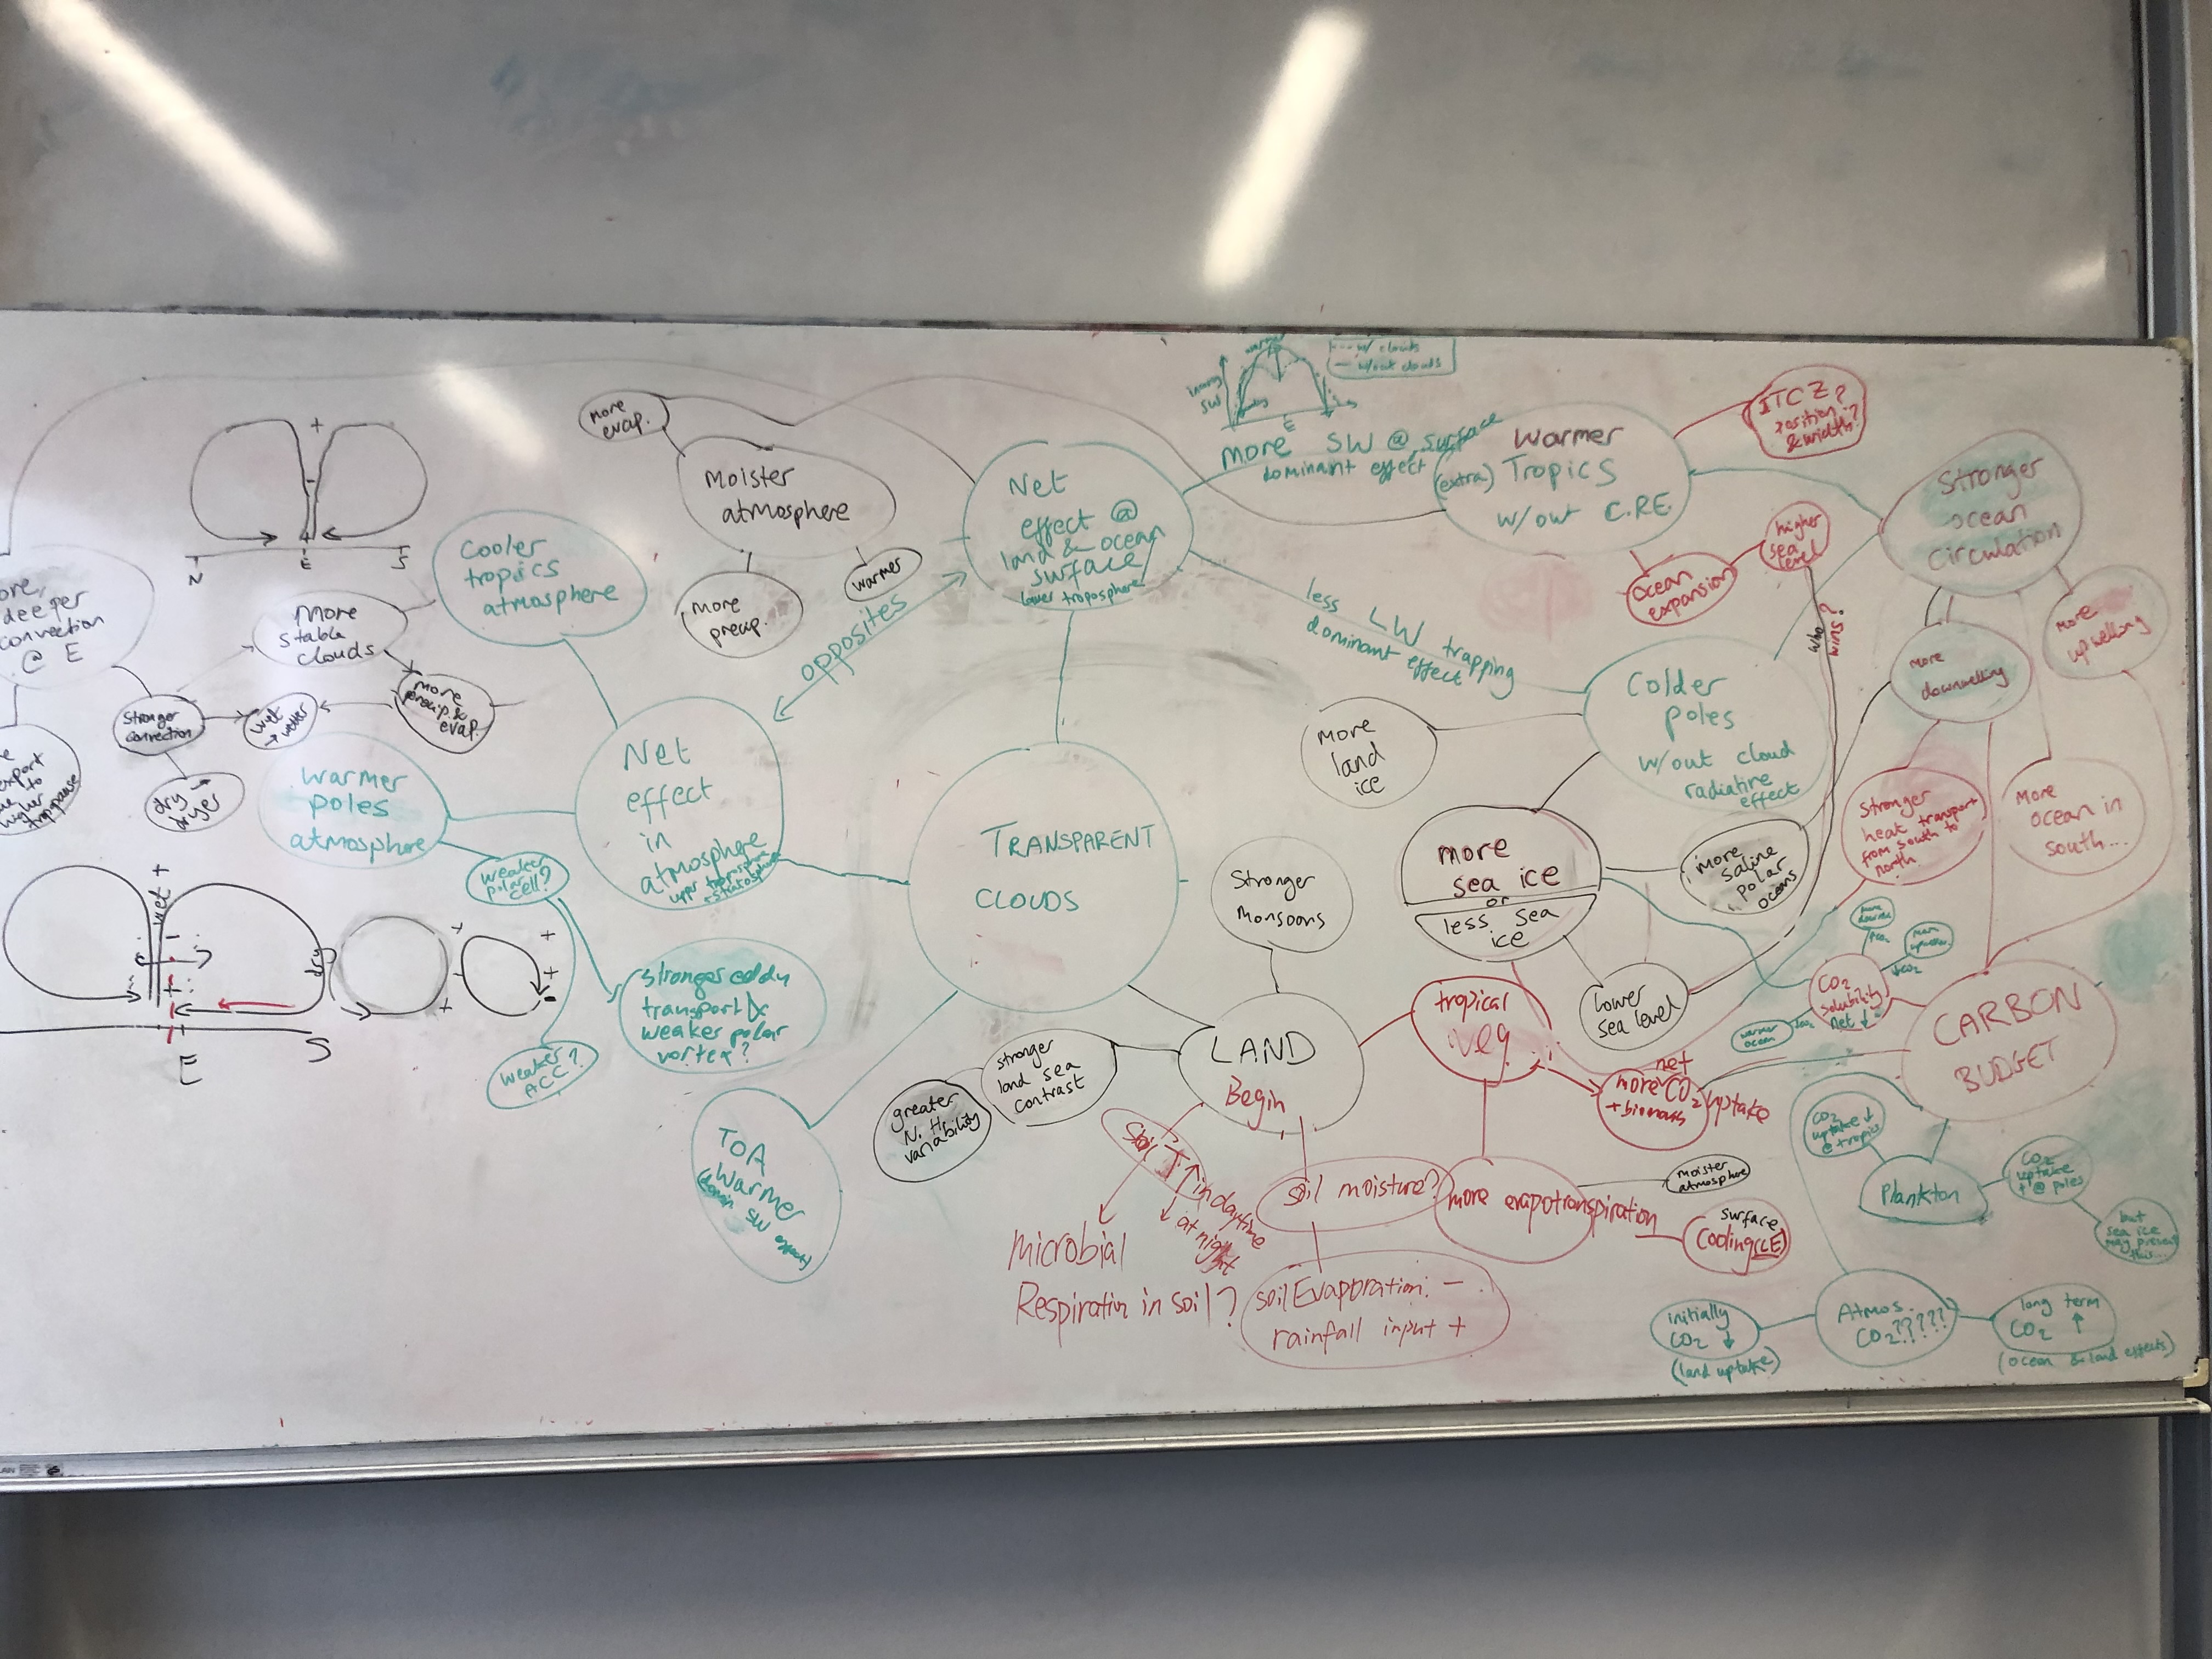 more
evap.
Moister
atmosphere
more
precip.
warmer
opposites
Net
effect @
land & ocean
surface
lower troposphere
warmer
w/ clouds
w/out clouds
SW
E
more SW @ surface
dominant effect
Warmer
(extra) Tropics
w/out C.R.E.
ITCZ?
position
& width?
Stronger
ocean
circulation
higher
sea
level
Ocean
expansion
who
wins?
more
upwelling
more
downwelling
less LW trapping
dominant effect
Colder
poles
w/out cloud
radiative
effect
More
land
ice
more
sea ice
or
less sea
ice
more
saline
polar
oceans
Stronger
heat transport
from south to
north
More
ocean in
south...
lower
sea level
CO2
solubility
net ↓
warmer
ocean
CARBON
BUDGET
CO2
uptake ↓
@ tropics
Plankton
CO2
uptake
↑ @ poles
but
sea ice
may prevent
this...
Atmos.
CO2????
initially
CO2 ↓
(land uptake)
long term
CO2 ↑
(ocean & land effects)
+
-
N
E
S
deeper
convection
@ E
Cooler
tropics
atmosphere
More
stable
clouds
more
precip. &
evap.
Stronger
convection
wet
→ wetter
dry →
dryer
export
to
higher
tropopause
Warmer
poles
atmosphere
Net
effect
in
atmosphere
upper troposphere
+ stratosphere
weaker
polar
cell?
stronger eddy
transport &
weaker polar
vortex?
weaker
ACC?
wet
dry
E
S
TRANSPARENT
CLOUDS
TOA
Warmer
Stronger
Monsoons
LAND
Begin
stronger
land sea
contrast
greater
N. H.
variability
tropical
veg
net
more CO2 uptake
+ biomass
Soil T ↑ in daytime
↓ at night
Microbial
Respiratin in soil?
soil moisture?
soil Evaporation: -
rainfall input +
more evapotranspiration
moister
atmosphere
surface
Cooling (LE)